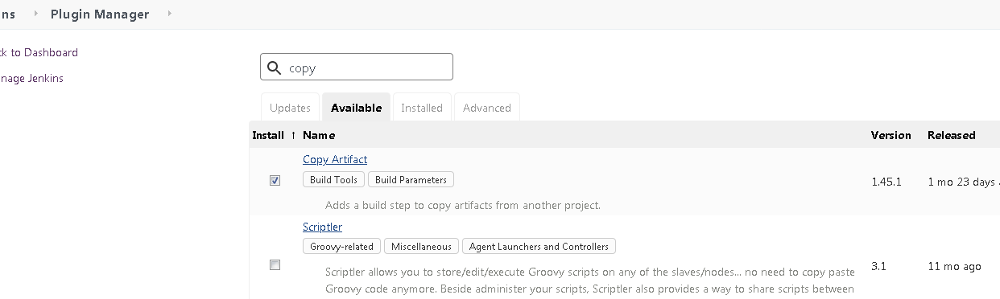 ns Plugin Manager
ck to Dashboard
nage Jenkins
copy
Updates Available Installed Advanced
Install ↑ Name Version Released
Copy Artifact
Build Tools Build Parameters
1.45.1 1 mo 23 days
Adds a build step to copy artifacts from another project.
Scriptler
Groovy-related Miscellaneous Agent Launchers and Controllers
3.1 11 mo ago
Scriptler allows you to store/edit/execute Groovy scripts on any of the slaves/nodes... no need to copy paste
Groovy code anymore. Beside administer your scripts, Scriptler also provides a way to share scripts between